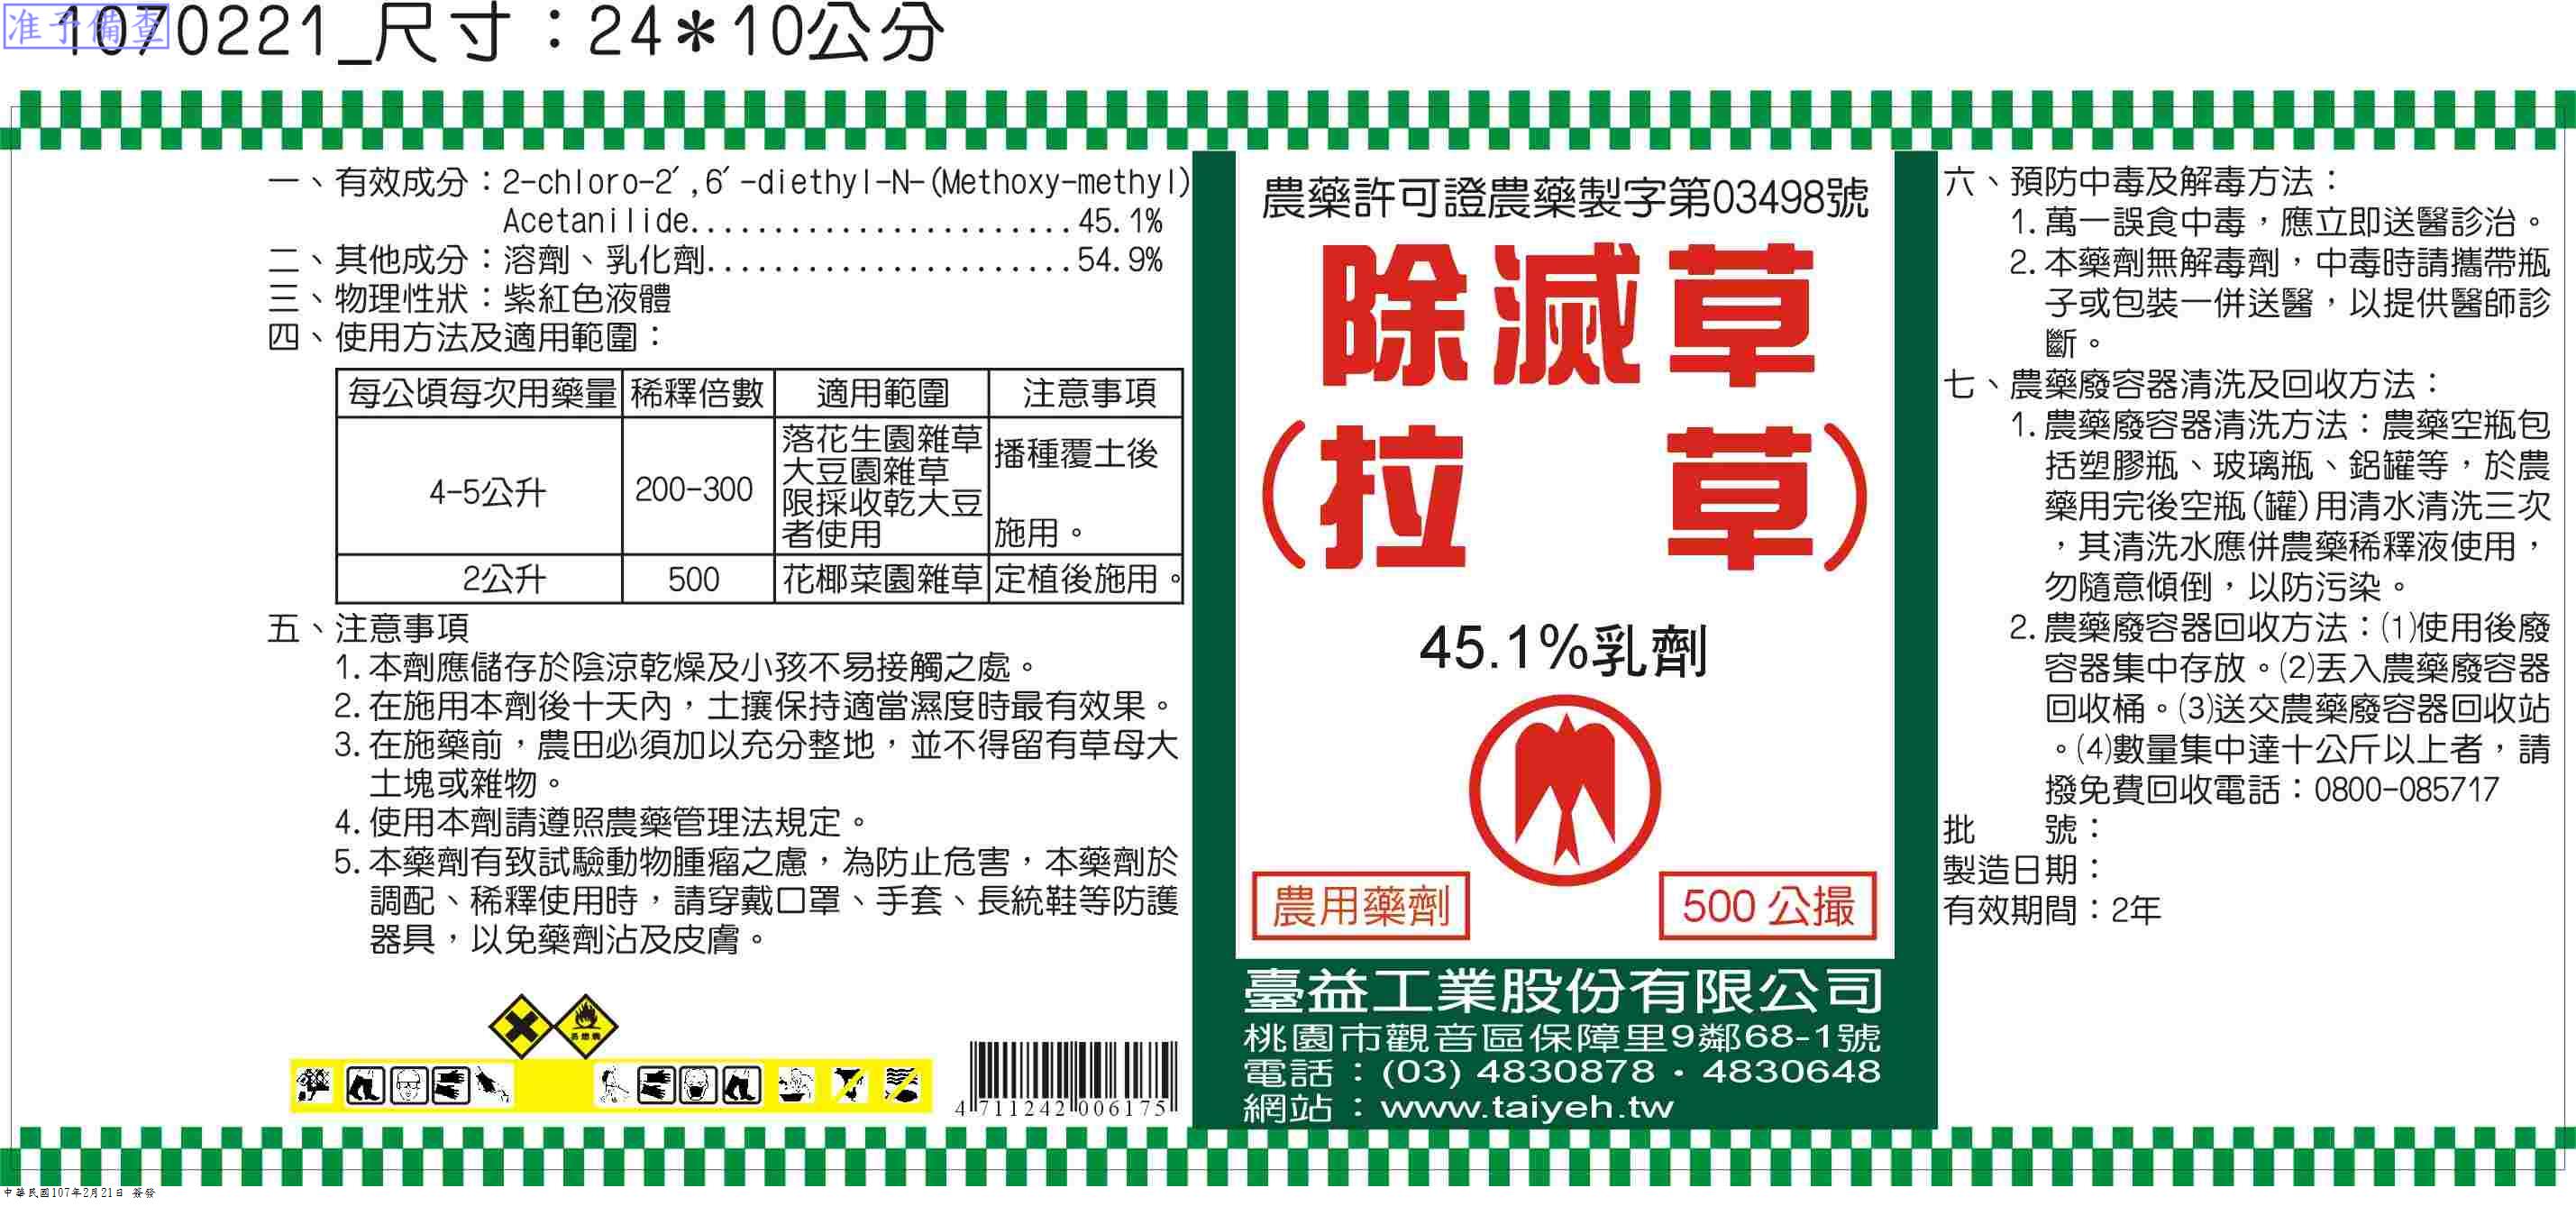 准予備查
1070221_尺寸：24*10公分
一、有效成分：2-chloro-2′,6′-diethyl-N-(Methoxy-methyl)
Acetanilide.......................45.1%
二、其他成分：溶劑、乳化劑......................54.9%
三、物理性狀：紫紅色液體
四、使用方法及適用範圍：
每公頃每次用藥量 稀釋倍數 適用範圍 注意事項
4-5公升 200-300 落花生園雜草
大豆園雜草
限採收乾大豆
者使用
播種覆土後
施用。
2公升 500 花椰菜園雜草 定植後施用。
五、注意事項
1.本劑應儲存於陰涼乾燥及小孩不易接觸之處。
2.在施用本劑後十天內，土攘保持適當濕度時最有效果。
3.在施藥前，農田必須加以充分整地，並不得留有草母大
土塊或雜物。
4.使用本劑請遵照農藥管理法規定。
5.本藥劑有致試驗動物腫瘤之慮，為防止危害，本藥劑於
調配、稀釋使用時，請穿戴口罩、手套、長統鞋等防護
器具，以免藥劑沾及皮膚。
易燃物
4 711242 006175
農藥許可證農藥製字第03498號
除滅草
(拉 草)
45.1%乳劑
農用藥劑
500 公撮
臺益工業股份有限公司
桃園市觀音區保障里9鄰68-1號
電話：(03) 4830878・4830648
網站：www.taiyeh.tw
六、預防中毒及解毒方法：
1.萬一誤食中毒，應立即送醫診治。
2.本藥劑無解毒劑，中毒時請攜帶瓶
子或包裝一併送醫，以提供醫師診
斷。
七、農藥廢容器清洗及回收方法：
1.農藥廢容器清洗方法：農藥空瓶包
括塑膠瓶、玻璃瓶、鋁罐等，於農
藥用完後空瓶(罐)用清水清洗三次
，其清洗水應併農藥稀釋液使用，
勿隨意傾倒，以防污染。
2.農藥廢容器回收方法：(1)使用後廢
容器集中存放。(2)丟入農藥廢容器
回收桶。(3)送交農藥廢容器回收站
。(4)數量集中達十公斤以上者，請
撥免費回收電話：0800-085717
批 號：
製造日期：
有效期間：2年
中華民國107年2月21日 簽發